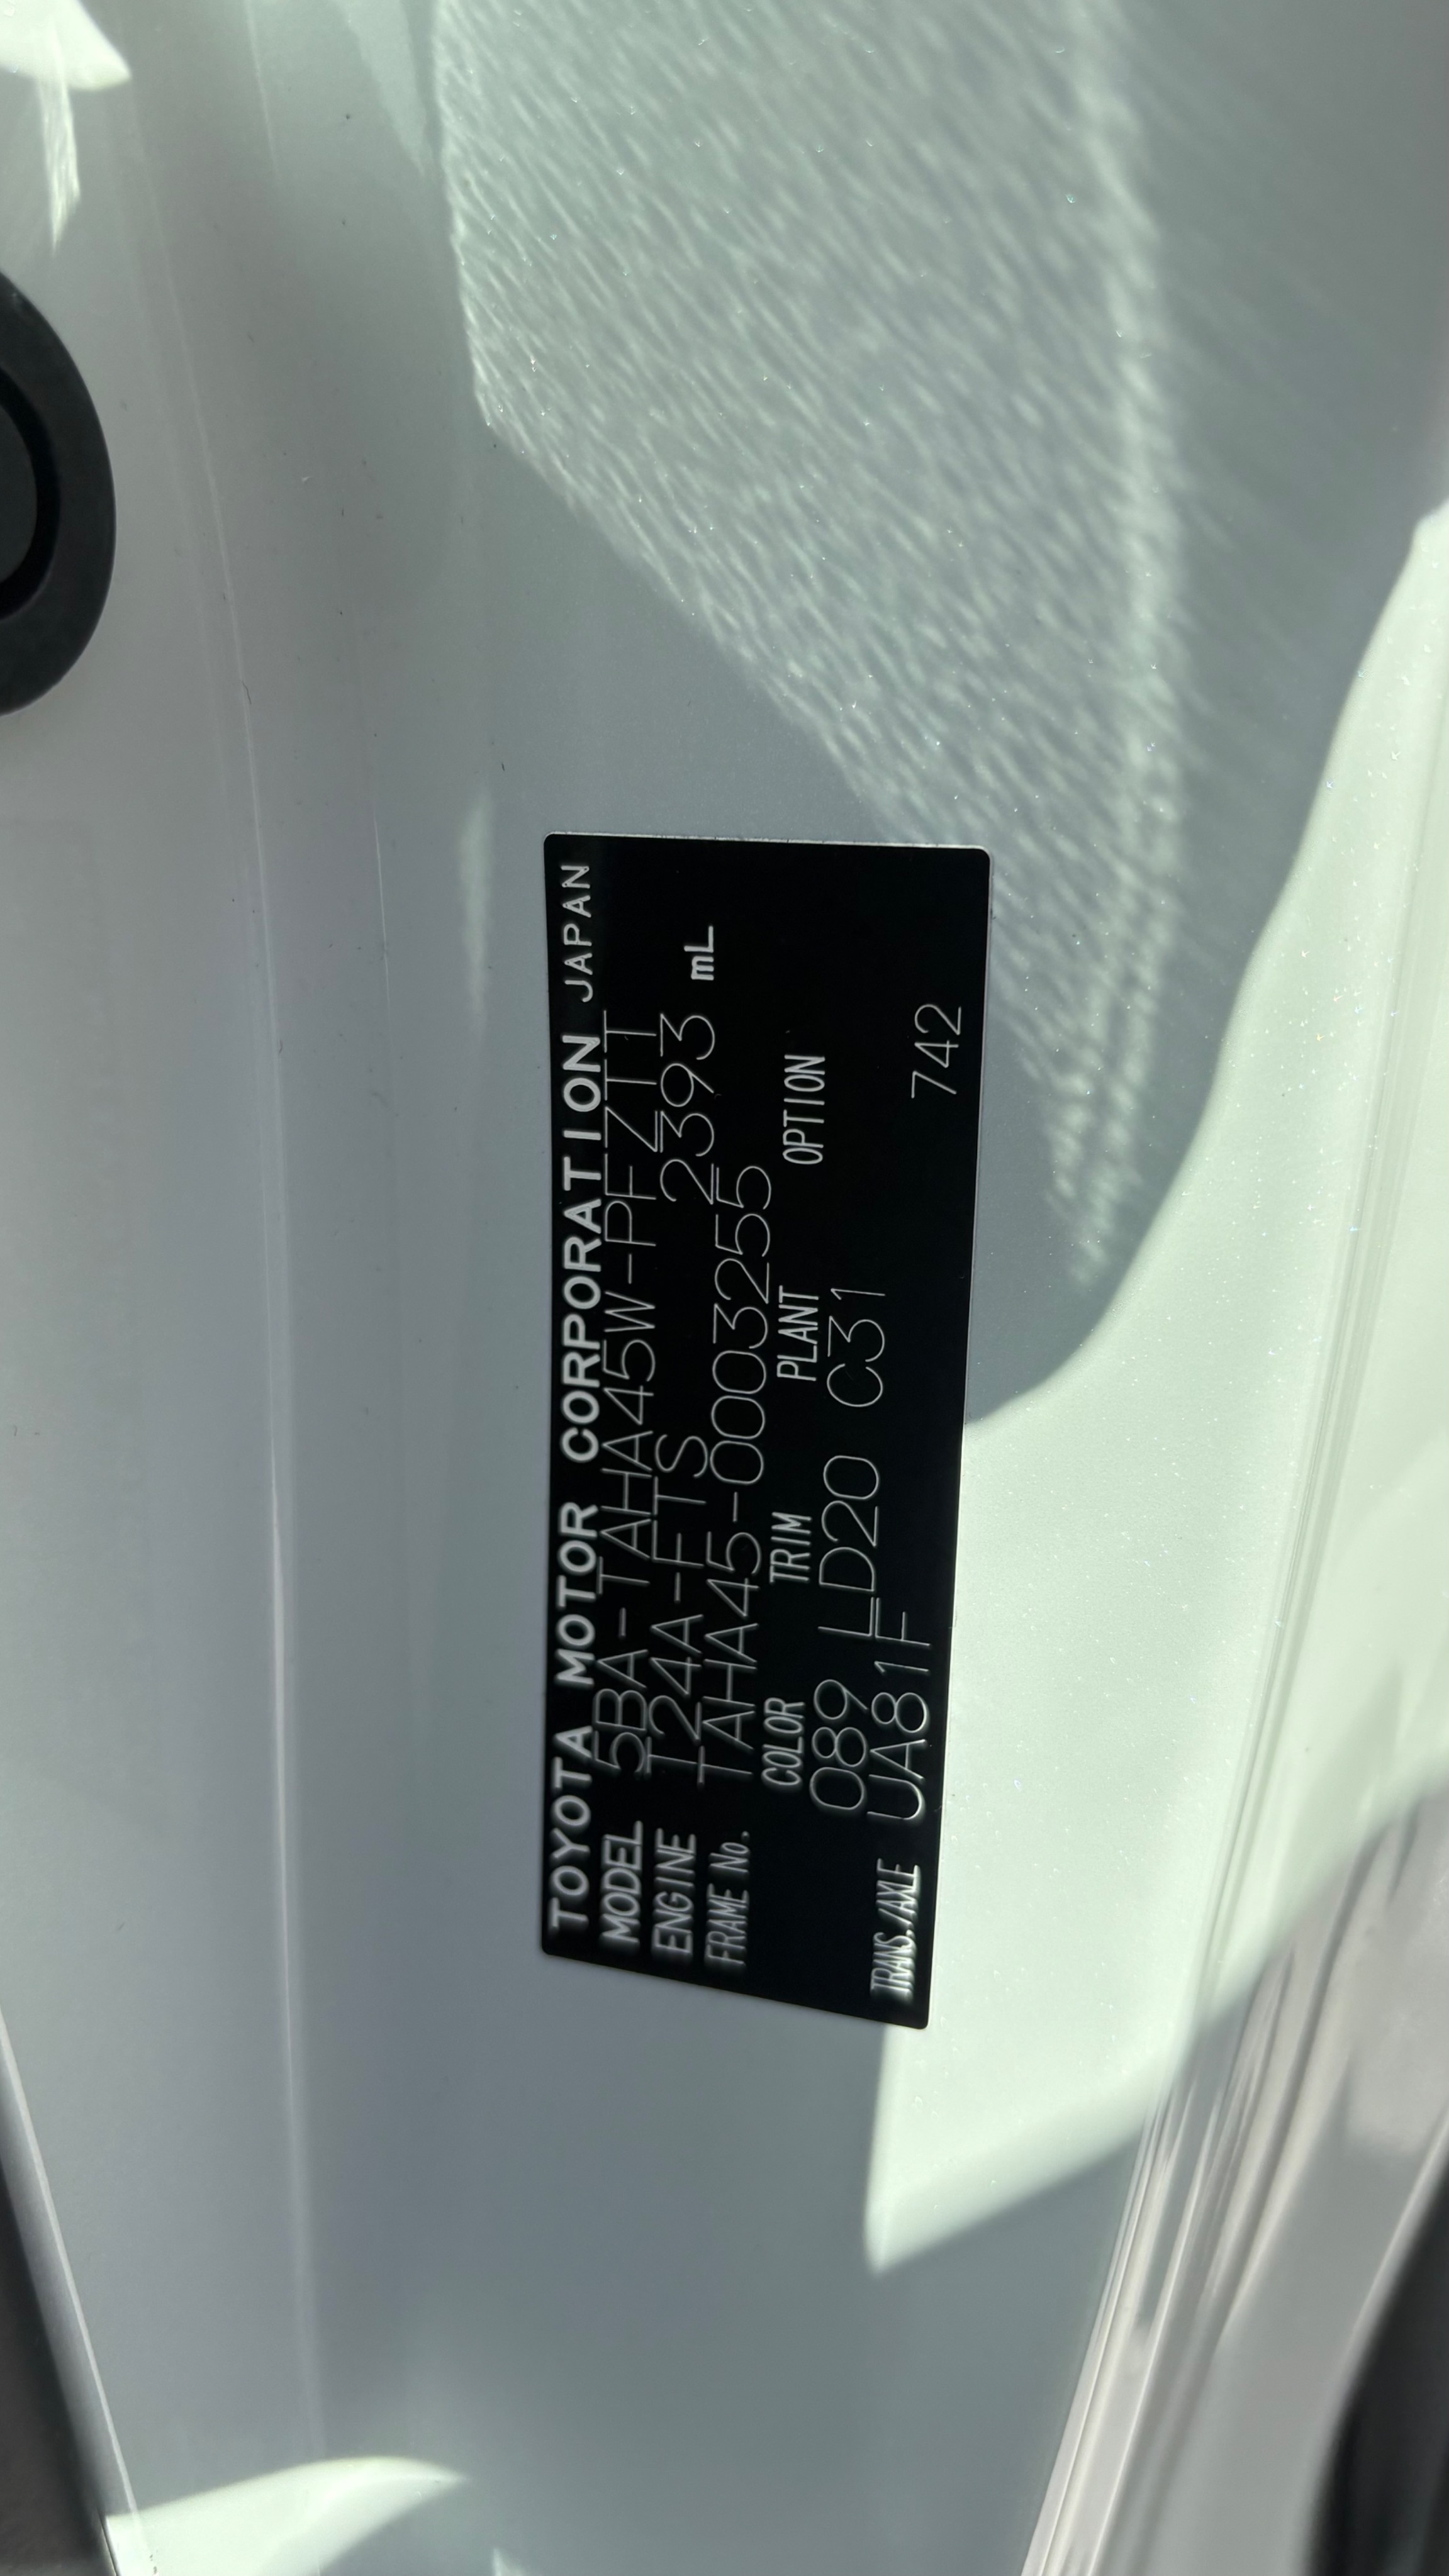 TOYOTA MOTOR CORPORATION JAPAN
MODEL 5BA-TAHA45W-PFZTT
ENGINE T24A-FTS 2393 mL
FRAME No. TAHA45-0003255
COLOR TRIM PLANT OPTION
089 LD20 C31
TRANS./AXLE UA81F 742